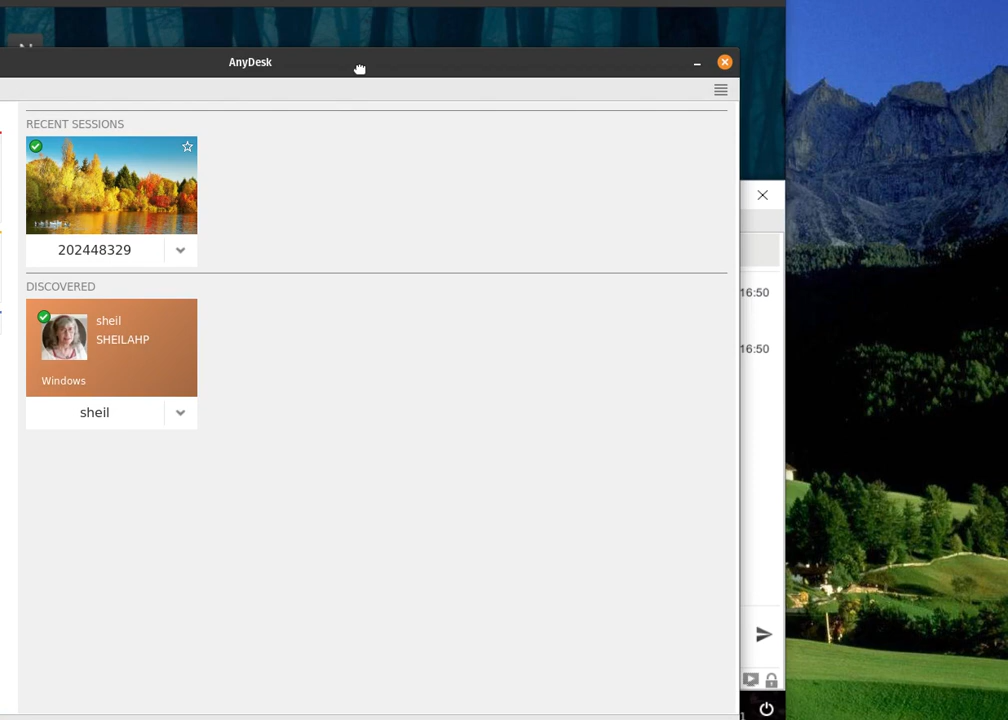 AnyDesk
RECENT SESSIONS
202448329
DISCOVERED
sheil
SHEILAHP
Windows
sheil
16:50
16:50